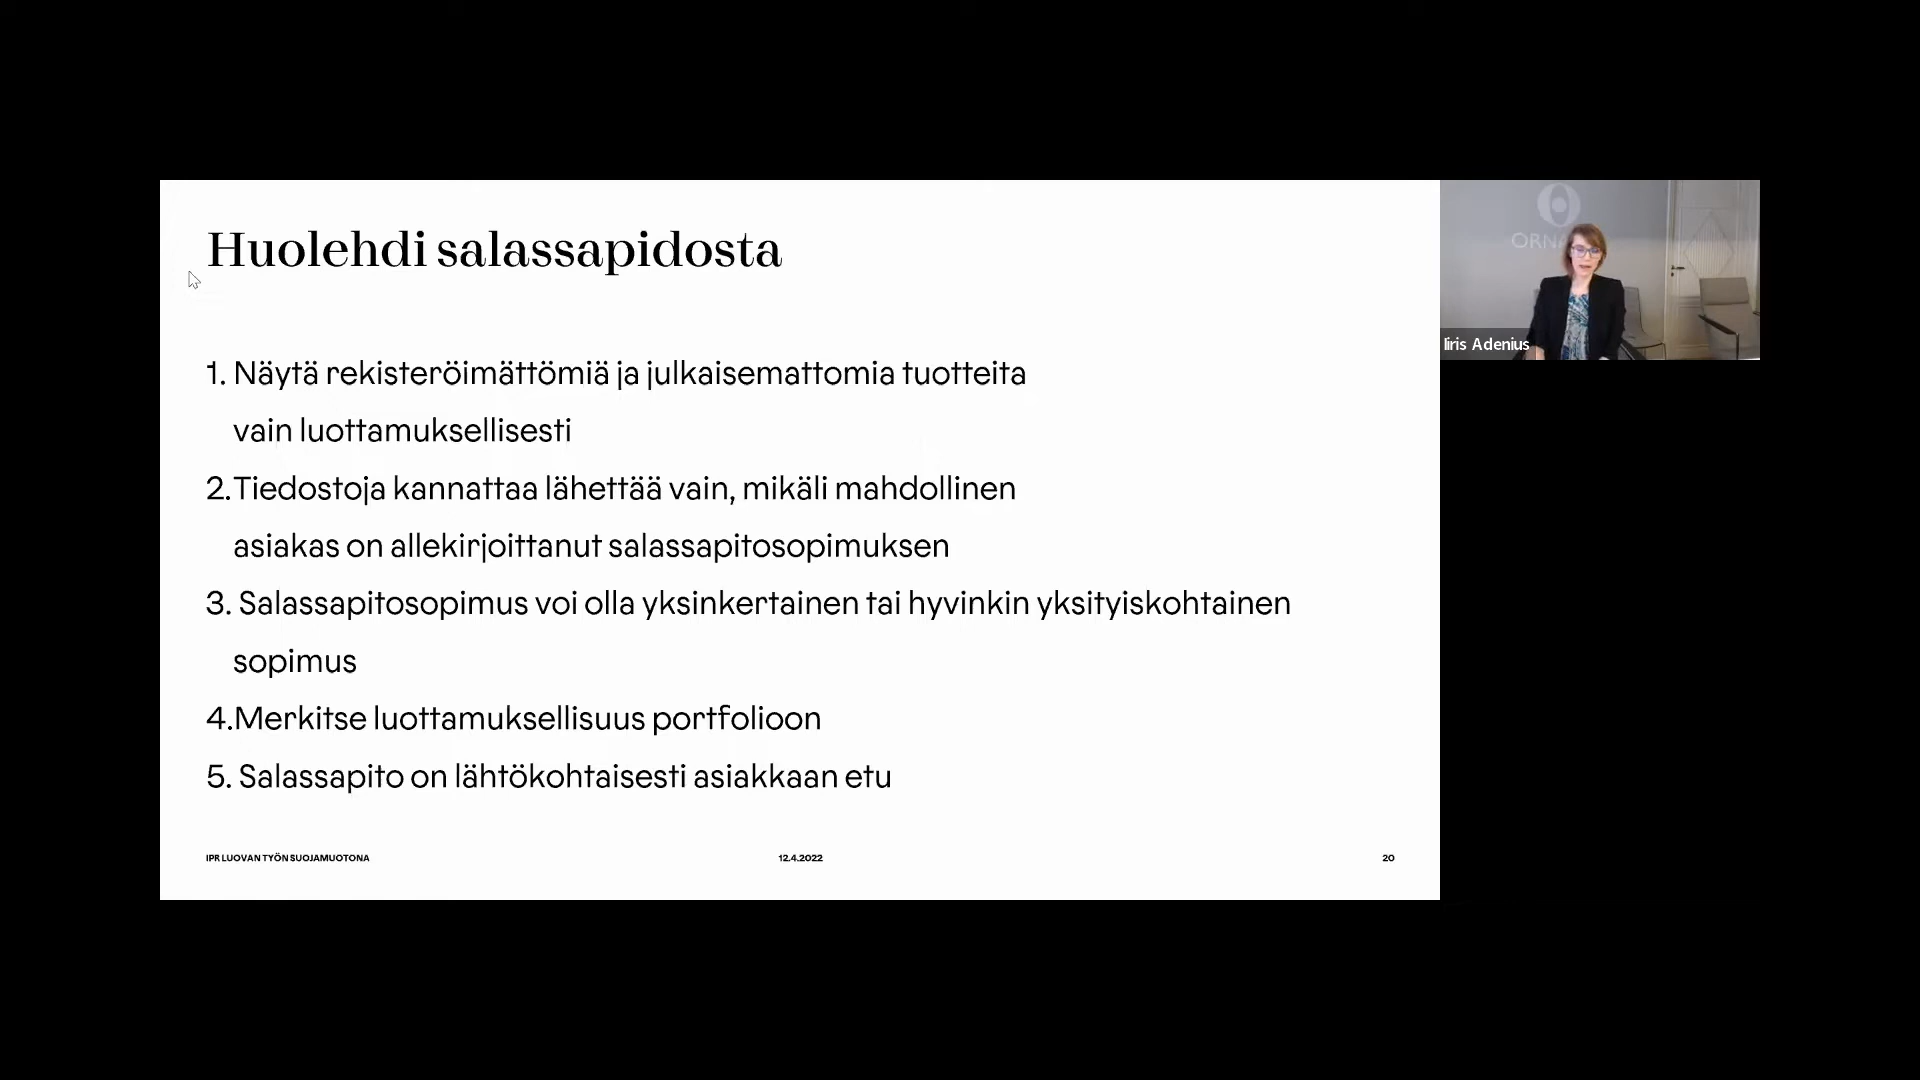 Huolehdi salassapidosta
1. Näytä rekisteröimättömiä ja julkaisemattomia tuotteita
vain luottamuksellisesti
2.Tiedostoja kannattaa lähettää vain, mikäli mahdollinen
asiakas on allekirjoittanut salassapitosopimuksen
3. Salassapitosopimus voi olla yksinkertainen tai hyvinkin yksityiskohtainen
sopimus
4.Merkitse luottamuksellisuus portfolioon
5. Salassapito on lähtökohtaisesti asiakkaan etu
IPR LUOVAN TYÖN SUOJAMUOTONA
12.4.2022
20
Iiris Adenius